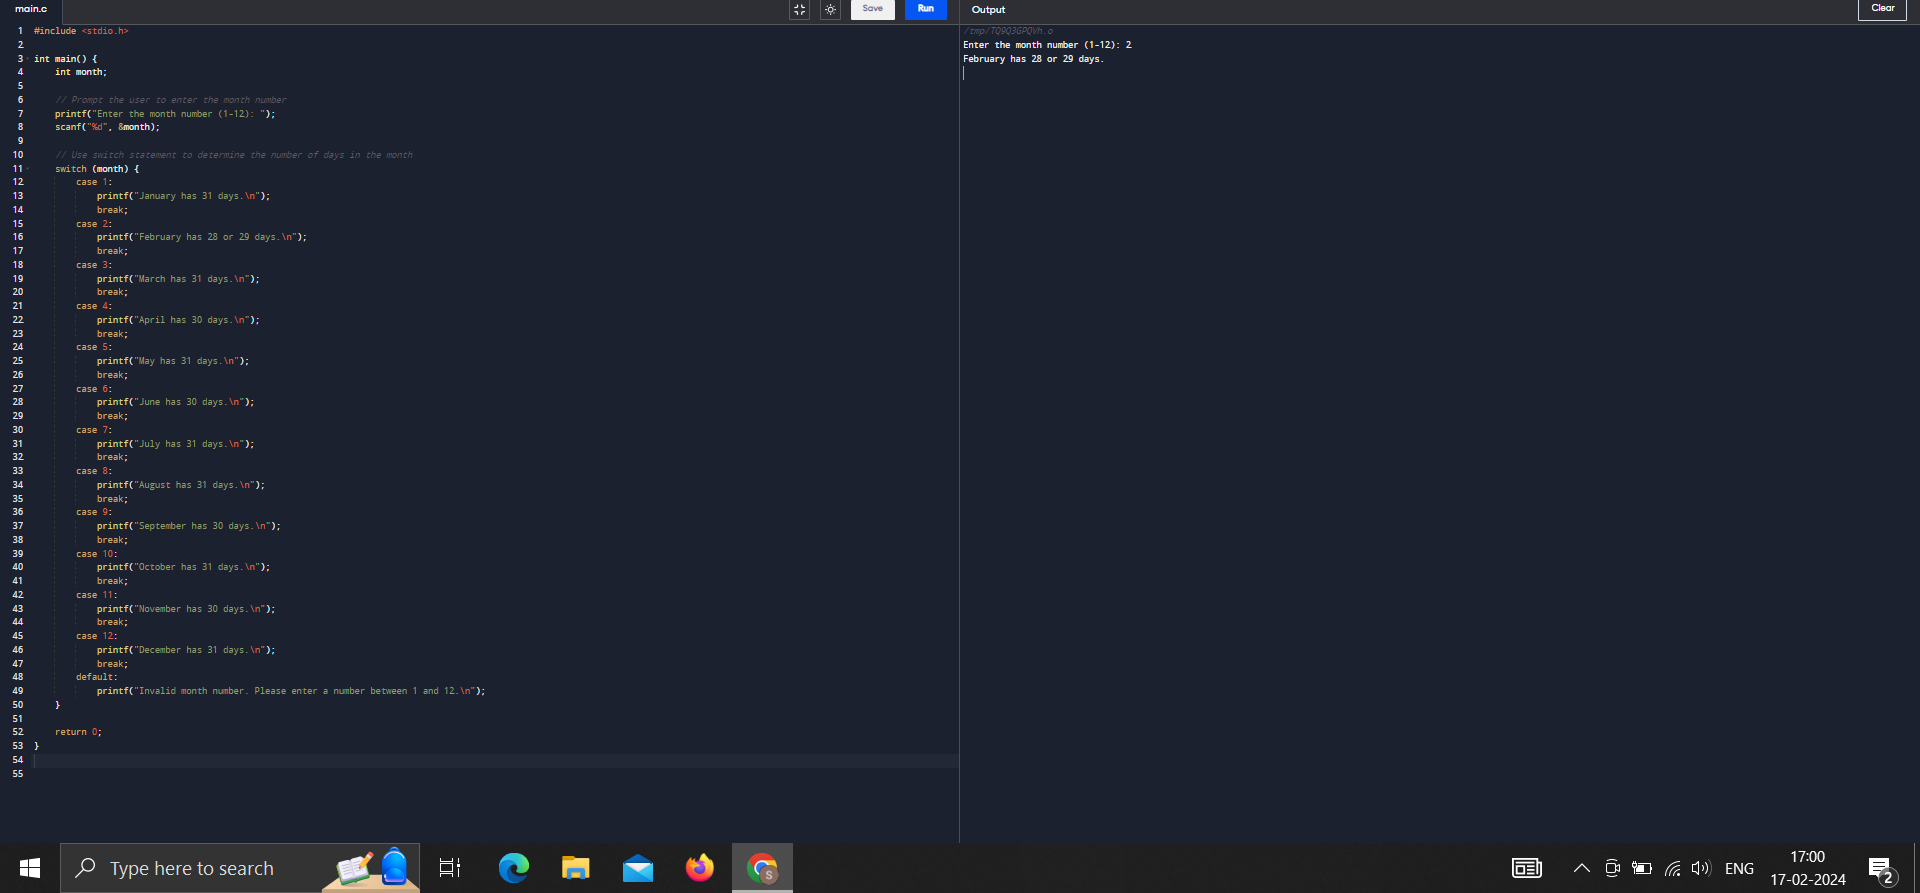 main.c
Save
Run
Output
Clear
1 #include <stdio.h>
2
3 int main() {
4 int month;
5
6 // Prompt the user to enter the month number
7 printf("Enter the month number (1-12): ");
8 scanf("%d", &month);
9
10 // Use switch statement to determine the number of days in the month
11 switch (month) {
12 case 1:
13 printf("January has 31 days.\n");
14 break;
15 case 2:
16 printf("February has 28 or 29 days.\n");
17 break;
18 case 3:
19 printf("March has 31 days.\n");
20 break;
21 case 4:
22 printf("April has 30 days.\n");
23 break;
24 case 5:
25 printf("May has 31 days.\n");
26 break;
27 case 6:
28 printf("June has 30 days.\n");
29 break;
30 case 7:
31 printf("July has 31 days.\n");
32 break;
33 case 8:
34 printf("August has 31 days.\n");
35 break;
36 case 9:
37 printf("September has 30 days.\n");
38 break;
39 case 10:
40 printf("October has 31 days.\n");
41 break;
42 case 11:
43 printf("November has 30 days.\n");
44 break;
45 case 12:
46 printf("December has 31 days.\n");
47 break;
48 default:
49 printf("Invalid month number. Please enter a number between 1 and 12.\n");
50 }
51
52 return 0;
53 }
54
55
/tmp/TQ9Q3GPQVh.o
Enter the month number (1-12): 2
February has 28 or 29 days.
Type here to search
S
ENG
17:00
17-02-2024
2